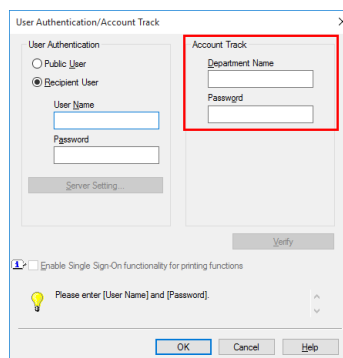 User Authentication/Account Track
User Authentication
Public User
Recipient User
User Name
Password
Server Setting...
Account Track
Department Name
Password
Verify
Enable Single Sign-On functionality for printing functions
Please enter [User Name] and [Password].
OK
Cancel
Help